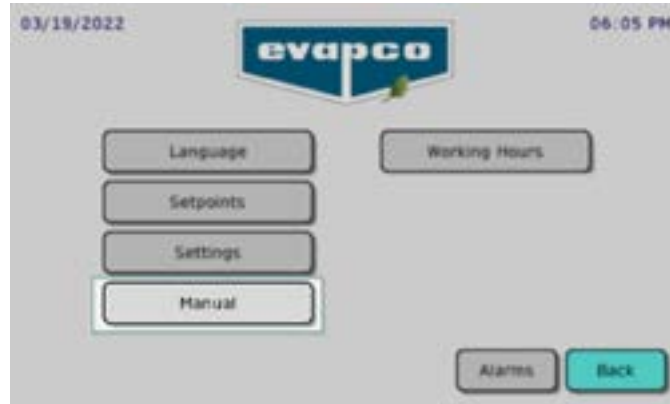 03/19/2022
06:05 PM
evapco
Language
Working Hours
Setpoints
Settings
Manual
Alarms
Back